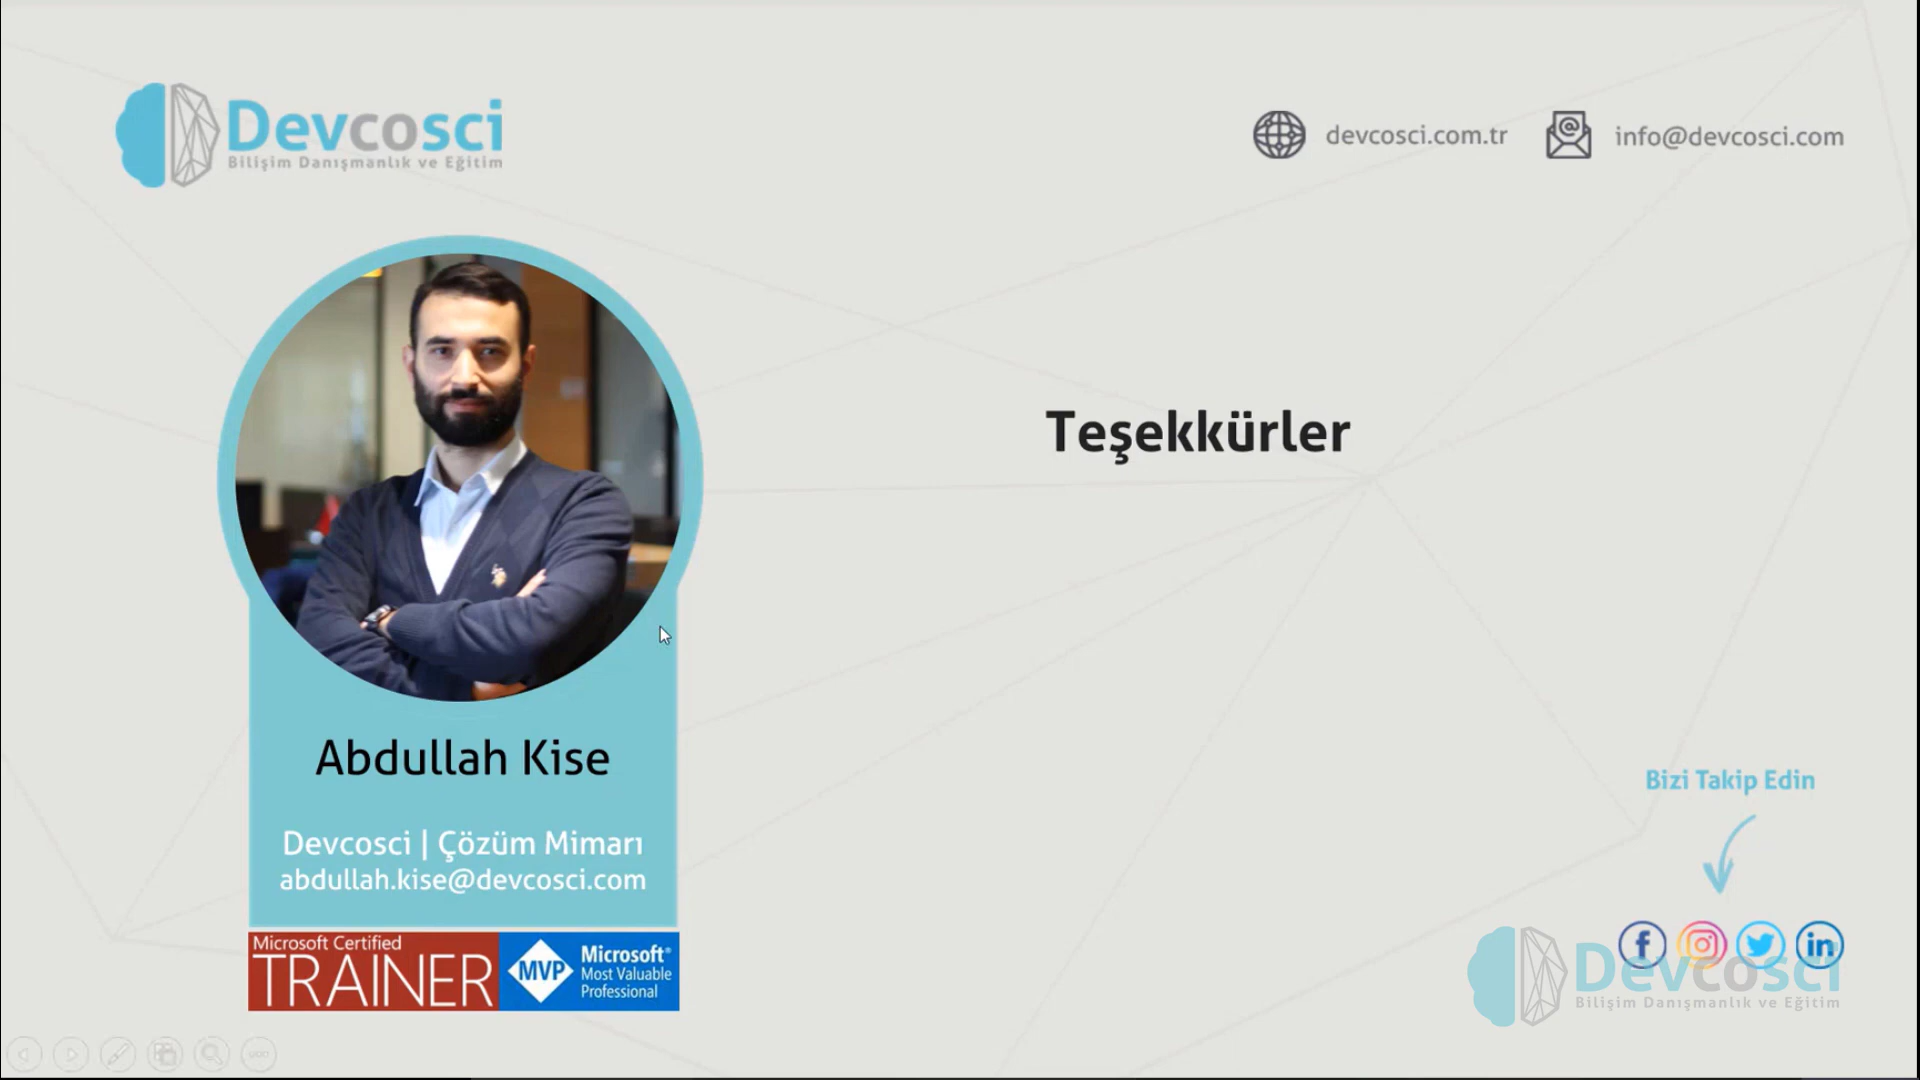 Devcosci
Bilişim Danışmanlık ve Eğitim
devcosci.com.tr
info@devcosci.com
Teşekkürler
Abdullah Kise
Devcosci | Çözüm Mimarı
abdullah.kise@devcosci.com
Microsoft Certified
TRAINER
MVP
Microsoft®
Most Valuable
Professional
Bizi Takip Edin
f
in
Devcosci
Bilişim Danışmanlık ve Eğitim